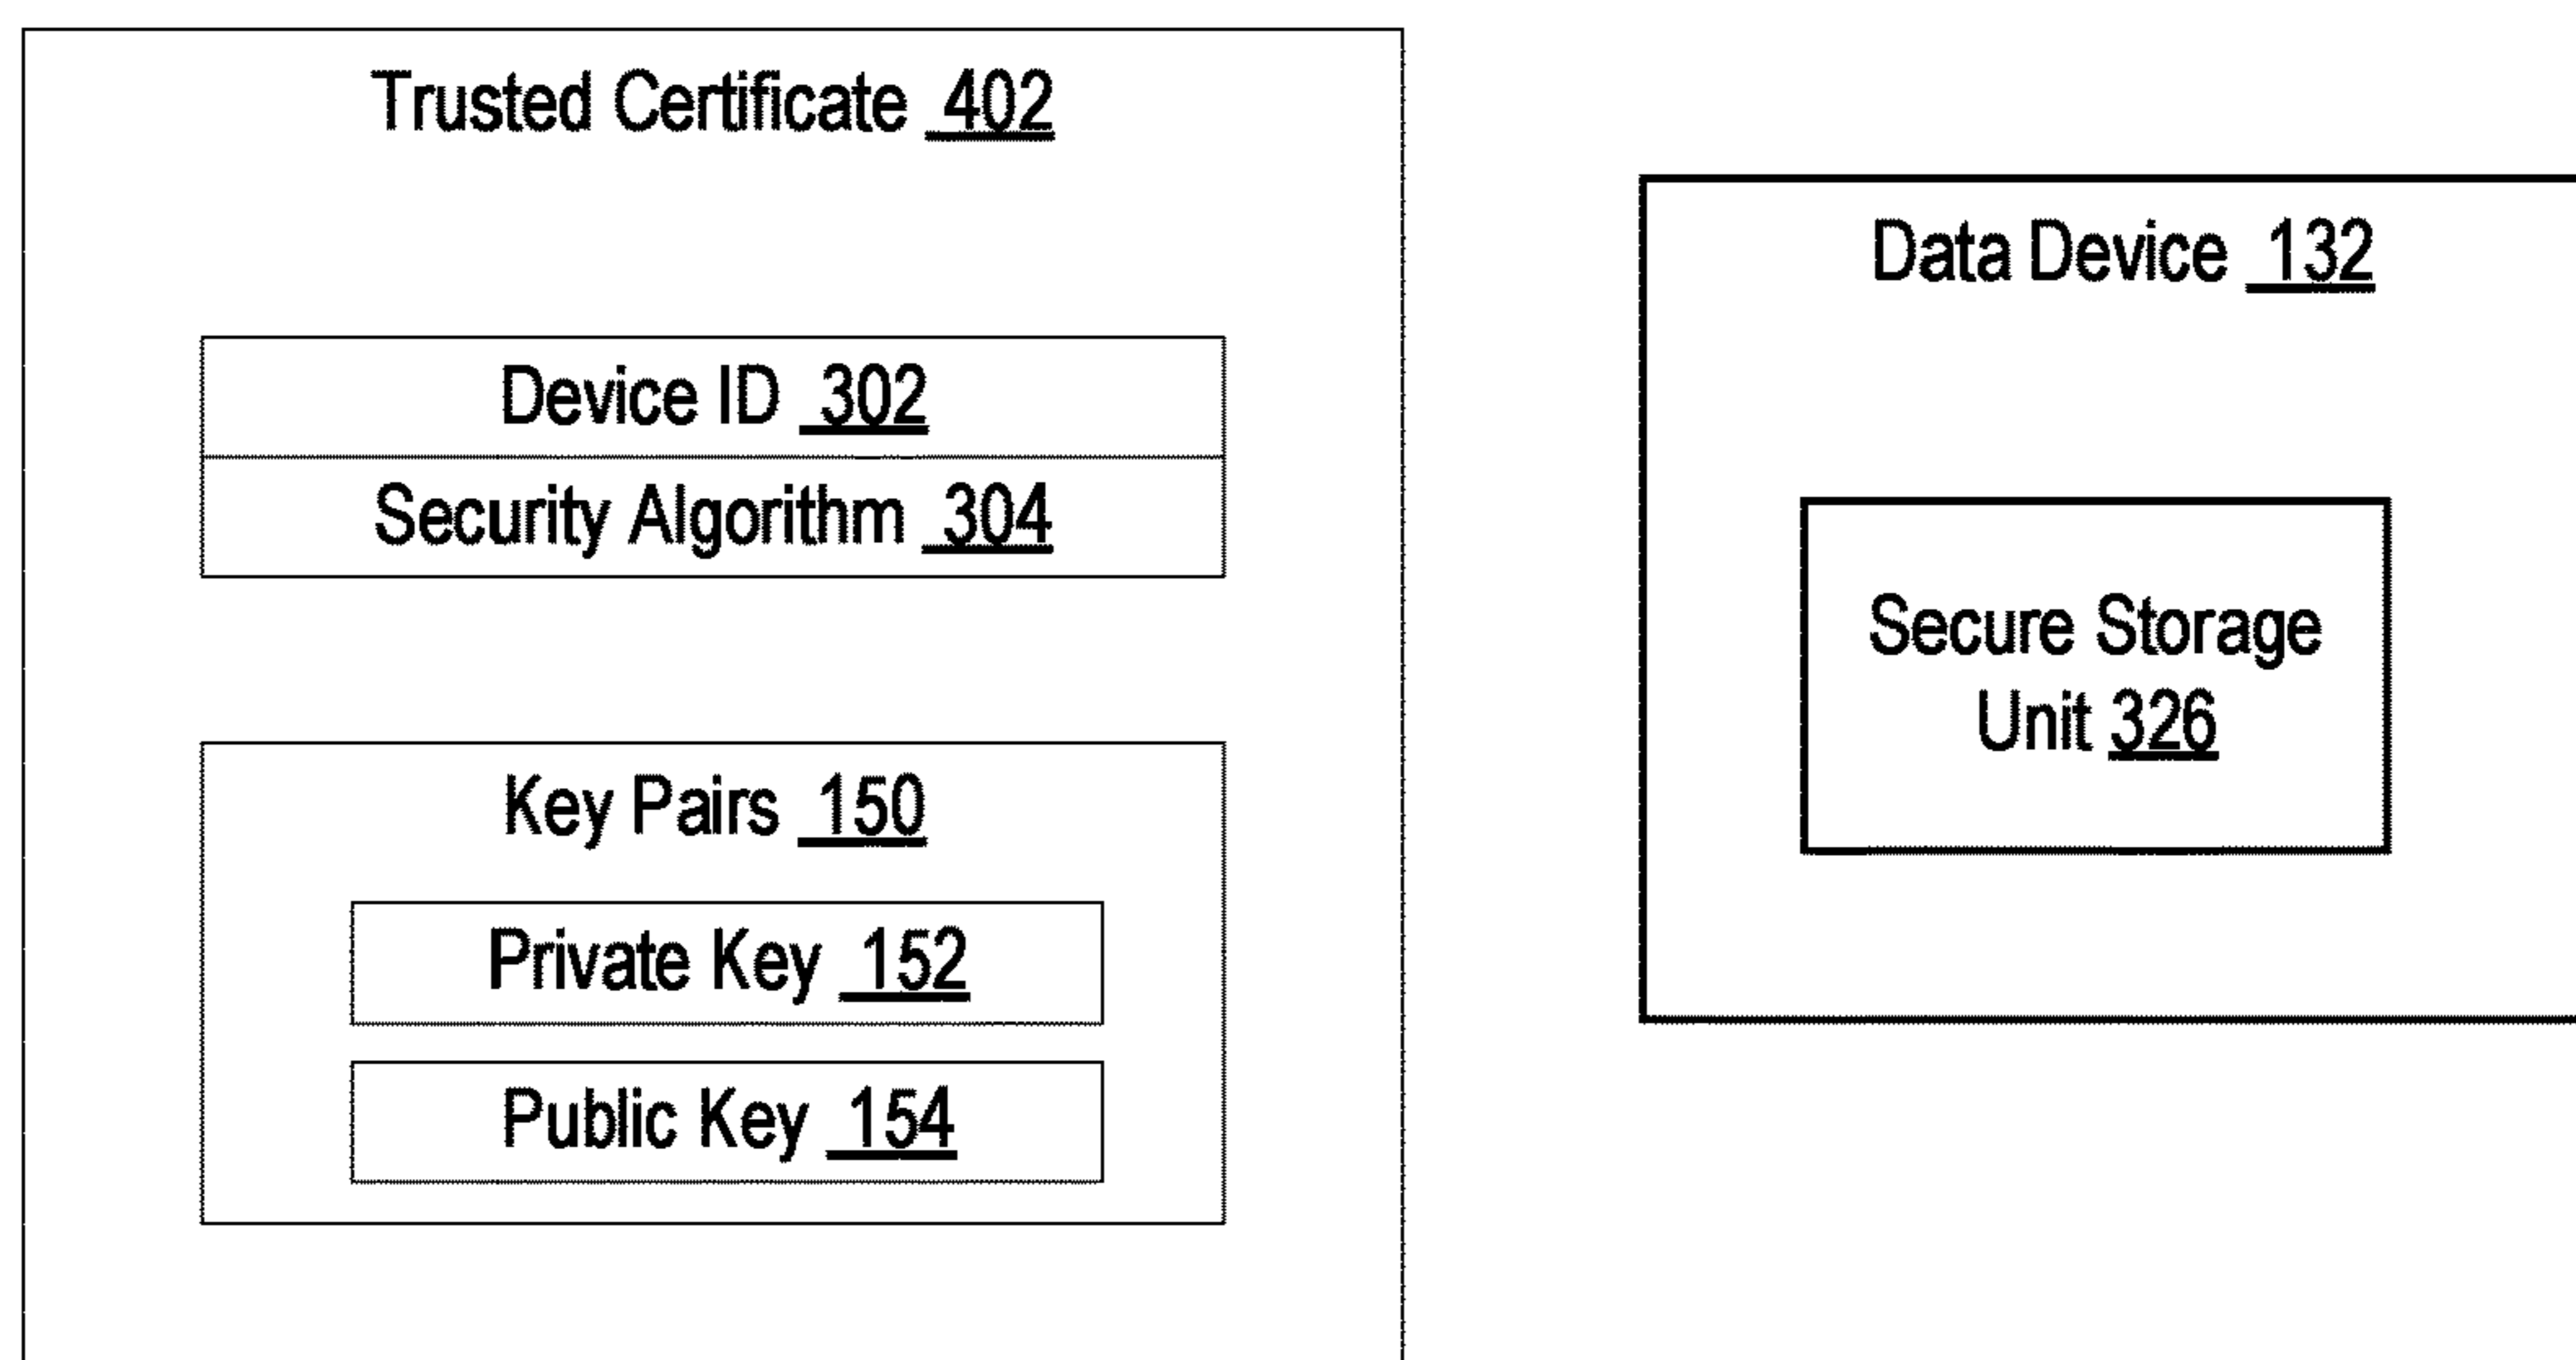 Trusted Certificate 402
Device ID 302
Security Algorithm 304
Key Pairs 150
Private Key 152
Public Key 154
Data Device 132
Secure Storage
Unit 326